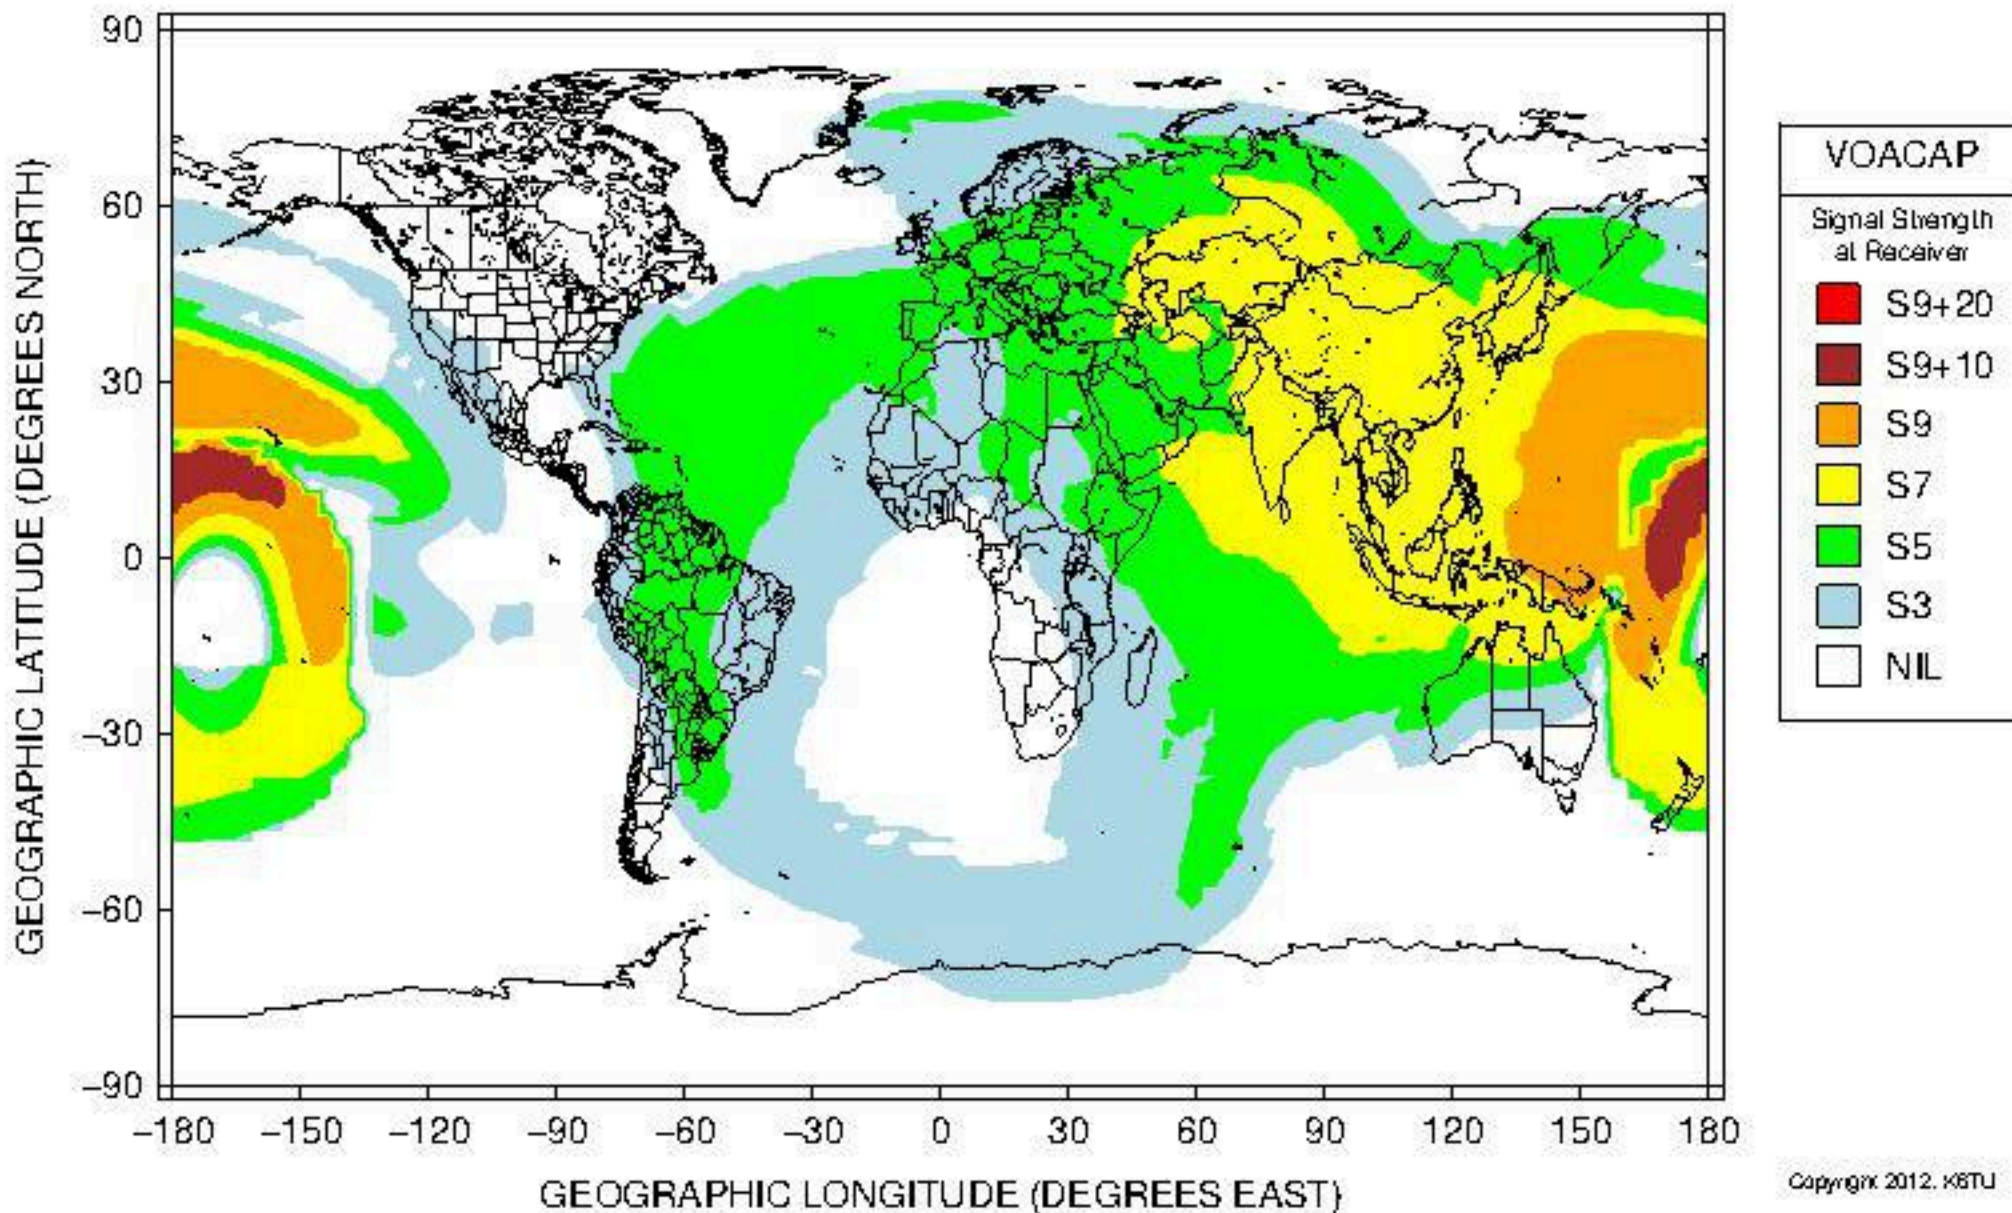 GEOGRAPHIC LATITUDE (DEGREES NORTH)
90
60
30
0
−30
−60
−90
−180 −150 −120 −90 −60 −30 0 30 60 90 120 150 180
GEOGRAPHIC LONGITUDE (DEGREES EAST)
VOACAP
Signal Strength
at Receiver
S9+20
S9+10
S9
S7
S5
S3
NIL
Copyright 2012, K6TU